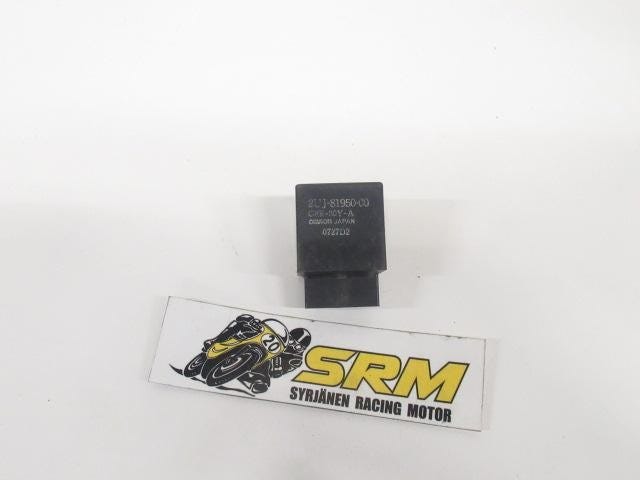 2UJ-81950-00
OMRON JAPAN
0727D2
20
SRM
SYRJÄNEN RACING MOTOR